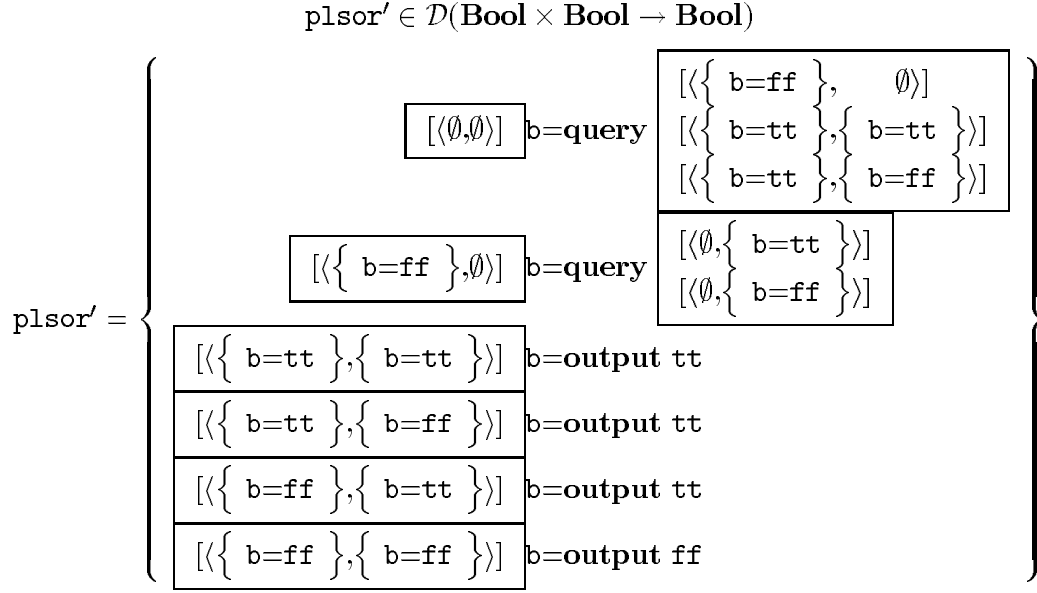 plsor′ ∈ 𝒟(Bool × Bool → Bool)
[⟨{ b=ff }, ∅⟩]
[⟨∅,∅⟩] b=query [⟨{ b=tt },{ b=tt }⟩]
[⟨{ b=tt },{ b=ff }⟩]
[⟨{ b=ff },∅⟩] b=query [⟨∅,{ b=tt }⟩]
[⟨∅,{ b=ff }⟩]
plsor′ =
[⟨{ b=tt },{ b=tt }⟩] b=output tt
[⟨{ b=tt },{ b=ff }⟩] b=output tt
[⟨{ b=ff },{ b=tt }⟩] b=output tt
[⟨{ b=ff },{ b=ff }⟩] b=output ff